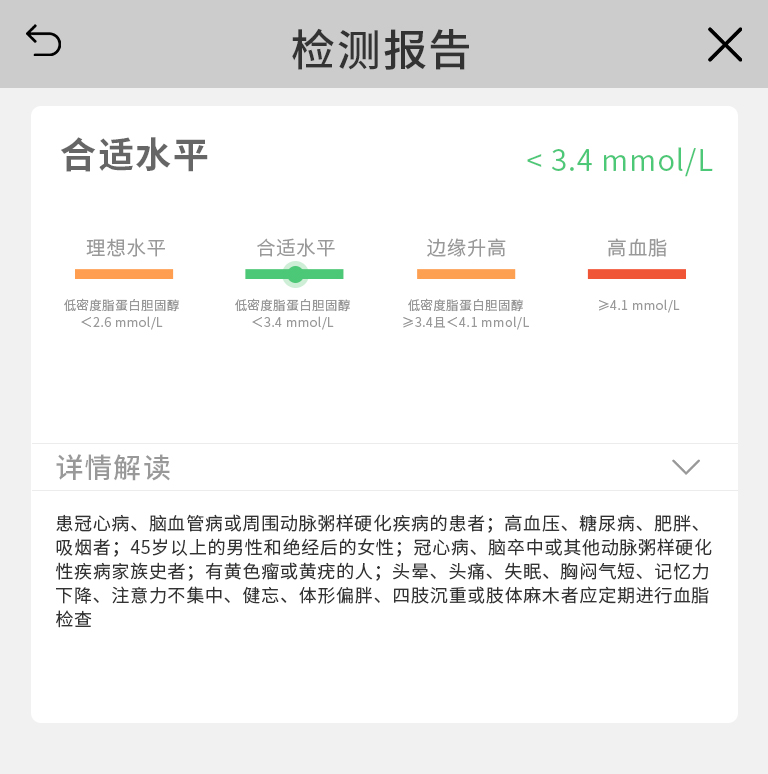 检测报告
合适水平
< 3.4 mmol/L
理想水平
合适水平
边缘升高
高血脂
低密度脂蛋白胆固醇
＜2.6 mmol/L
低密度脂蛋白胆固醇
＜3.4 mmol/L
低密度脂蛋白胆固醇
≥3.4且＜4.1 mmol/L
≥4.1 mmol/L
详情解读
患冠心病、脑血管病或周围动脉粥样硬化疾病的患者；高血压、糖尿病、肥胖、
吸烟者；45岁以上的男性和绝经后的女性；冠心病、脑卒中或其他动脉粥样硬化
性疾病家族史者；有黄色瘤或黄疣的人；头晕、头痛、失眠、胸闷气短、记忆力
下降、注意力不集中、健忘、体形偏胖、四肢沉重或肢体麻木者应定期进行血脂
检查